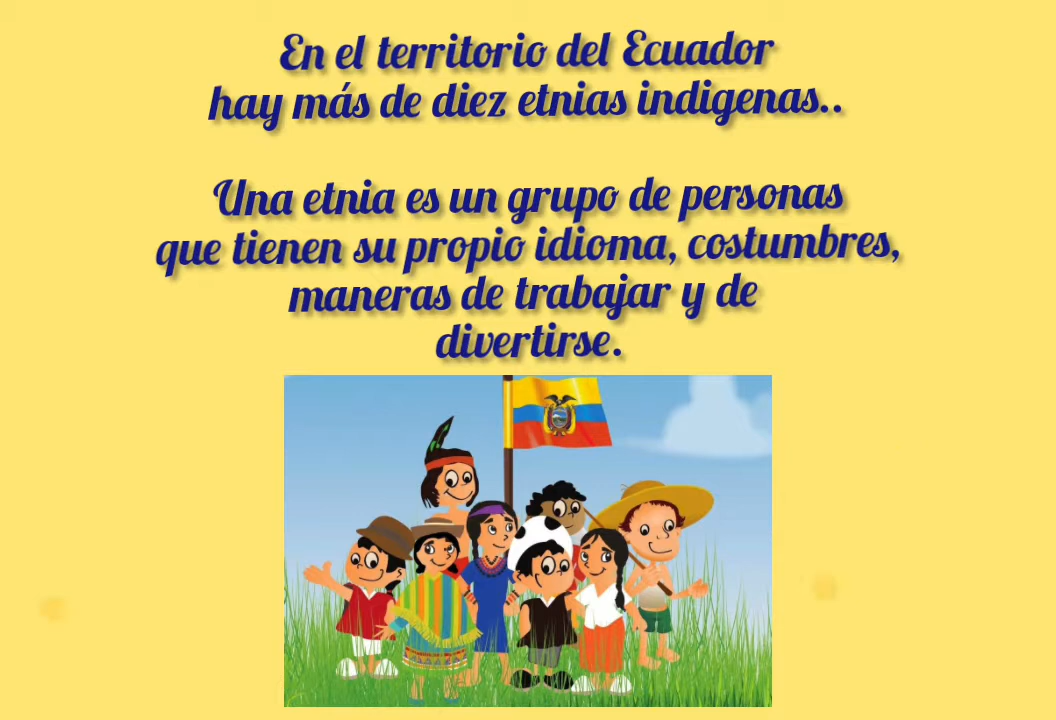 En el territorio del Ecuador
hay más de diez etnias indigenas..
Una etnia es un grupo de personas
que tienen su propio idioma, costumbres,
maneras de trabajar y de
divertirse.